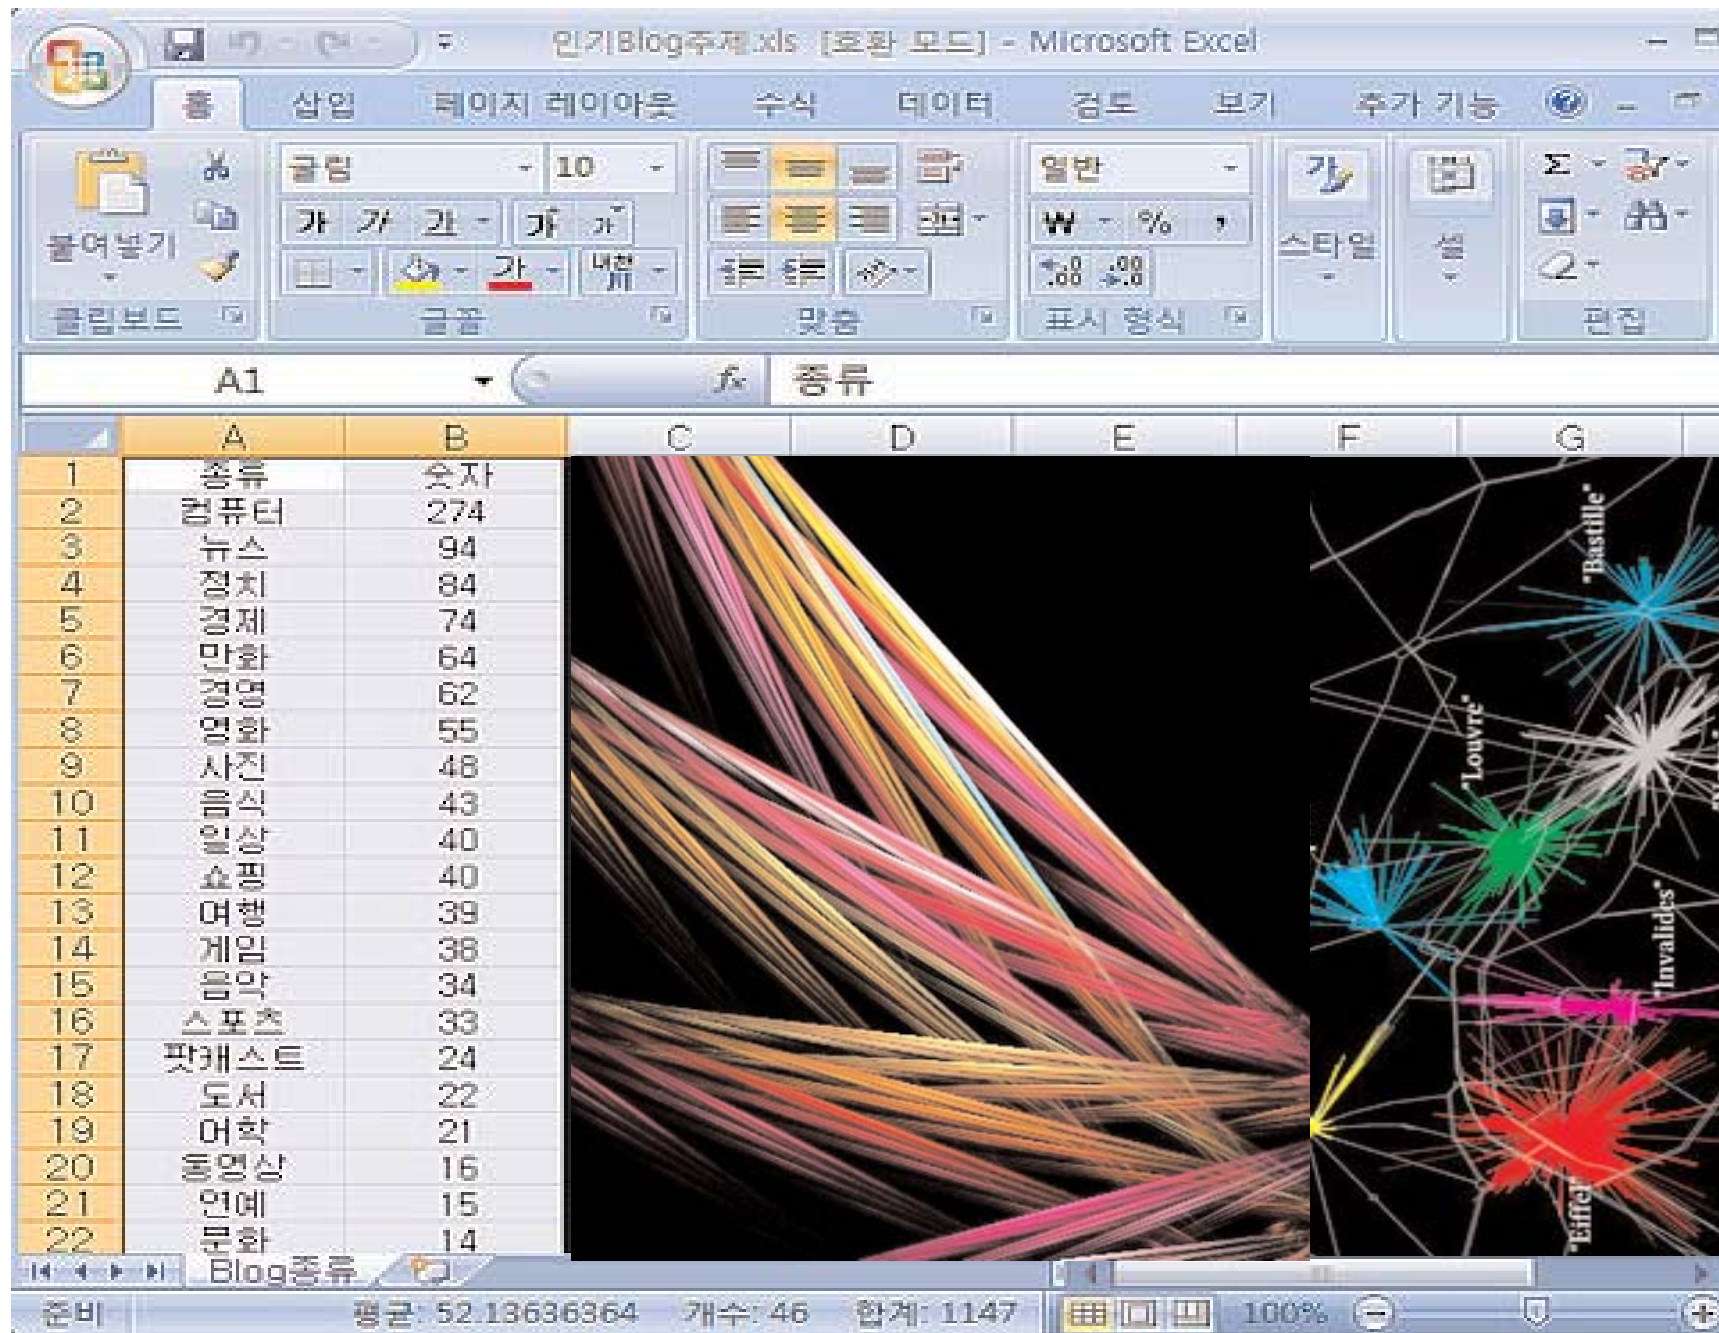 인기Blog주제.xls [호환 모드] - Microsoft Excel
홈 삽입 페이지 레이아웃 수식 데이터 검토 보기 추가 기능
굴림 10 일반
붙여넣기
가 가 가 가 가
W % ,
스타일 셀
가 내천
클립보드 글꼴 맞춤 표시 형식 편집
A1 fx 종류
A B C D E F G
1 종류 숫자
2 컴퓨터 274
3 뉴스 94
4 정치 84
5 경제 74
6 만화 64
7 경영 62
8 영화 55
9 사진 48
10 음식 43
11 일상 40
12 쇼핑 40
13 여행 39
14 게임 38
15 음악 34
16 스포츠 33
17 팟캐스트 24
18 도서 22
19 어학 21
20 동영상 16
21 연예 15
22 문화 14
"Bastille"
"Louvre"
"Invalides"
"Eiffel
Blog종류
준비 평균: 52.13636364 개수: 46 합계: 1147 100%